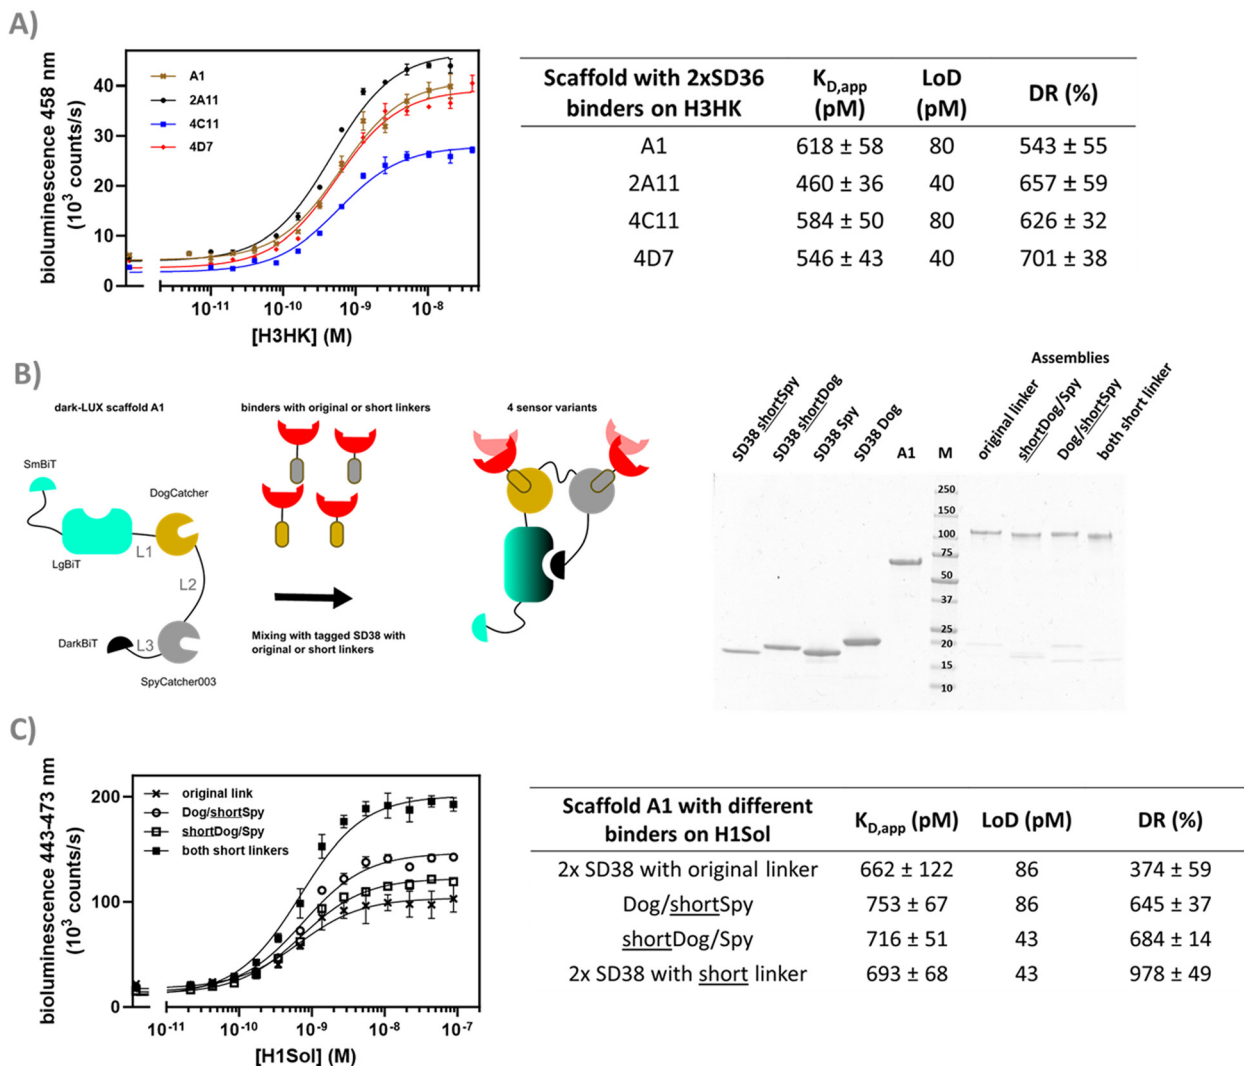 A)
bioluminescence 458 nm
(10³ counts/s)
40
30
20
10
0
A1
2A11
4C11
4D7
10⁻¹¹ 10⁻¹⁰ 10⁻⁹ 10⁻⁸
[H3HK] (M)
Scaffold with 2xSD36 binders on H3HK K_D,app (pM) LoD (pM) DR (%)
A1 618 ± 58 80 543 ± 55
2A11 460 ± 36 40 657 ± 59
4C11 584 ± 50 80 626 ± 32
4D7 546 ± 43 40 701 ± 38
B)
dark-LUX scaffold A1
SmBiT
DogCatcher
LgBiT
L1
L2
DarkBiT
L3
SpyCatcher003
binders with original or short linkers
Mixing with tagged SD38 with
original or short linkers
4 sensor variants
Assemblies
SD38 shortSpy
SD38 shortDog
SD38 Spy
SD38 Dog
A1
M
original linker
shortDog/Spy
Dog/shortSpy
both short linker
250
150
100
75
50
37
25
20
15
10
C)
bioluminescence 443-473 nm
(10³ counts/s)
200
100
0
original link
Dog/shortSpy
shortDog/Spy
both short linkers
10⁻¹¹ 10⁻¹⁰ 10⁻⁹ 10⁻⁸ 10⁻⁷
[H1Sol] (M)
Scaffold A1 with different binders on H1Sol K_D,app (pM) LoD (pM) DR (%)
2x SD38 with original linker 662 ± 122 86 374 ± 59
Dog/shortSpy 753 ± 67 86 645 ± 37
shortDog/Spy 716 ± 51 43 684 ± 14
2x SD38 with short linker 693 ± 68 43 978 ± 49